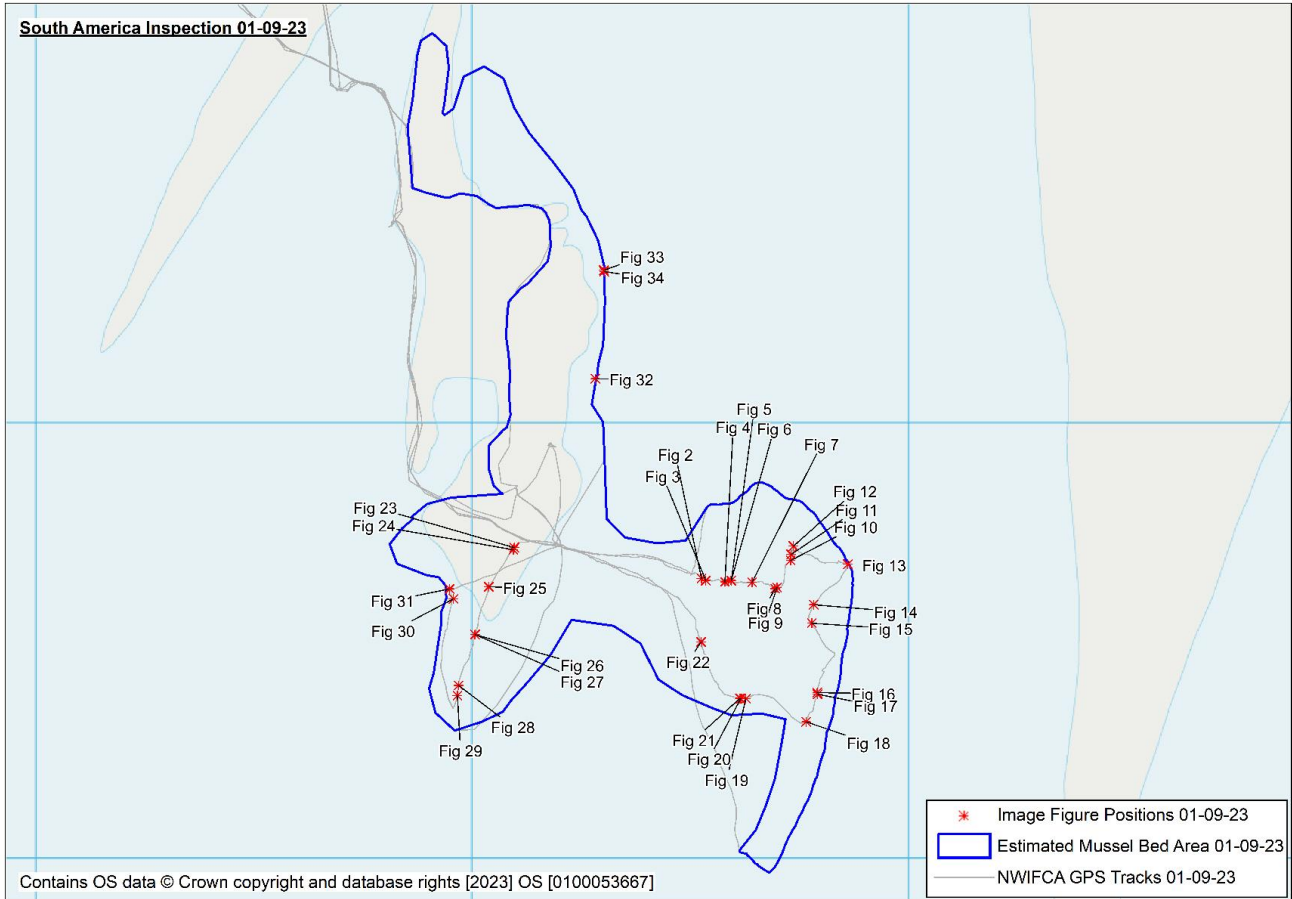 South America Inspection 01-09-23
Fig 33
Fig 34
Fig 32
Fig 5
Fig 4
Fig 6
Fig 7
Fig 2
Fig 3
Fig 12
Fig 11
Fig 10
Fig 23
Fig 24
Fig 13
Fig 25
Fig 31
Fig 8
Fig 9
Fig 14
Fig 15
Fig 30
Fig 22
Fig 26
Fig 27
Fig 16
Fig 17
Fig 28
Fig 29
Fig 21
Fig 20
Fig 19
Fig 18
Image Figure Positions 01-09-23
Estimated Mussel Bed Area 01-09-23
NWIFCA GPS Tracks 01-09-23
Contains OS data © Crown copyright and database rights [2023] OS [0100053667]